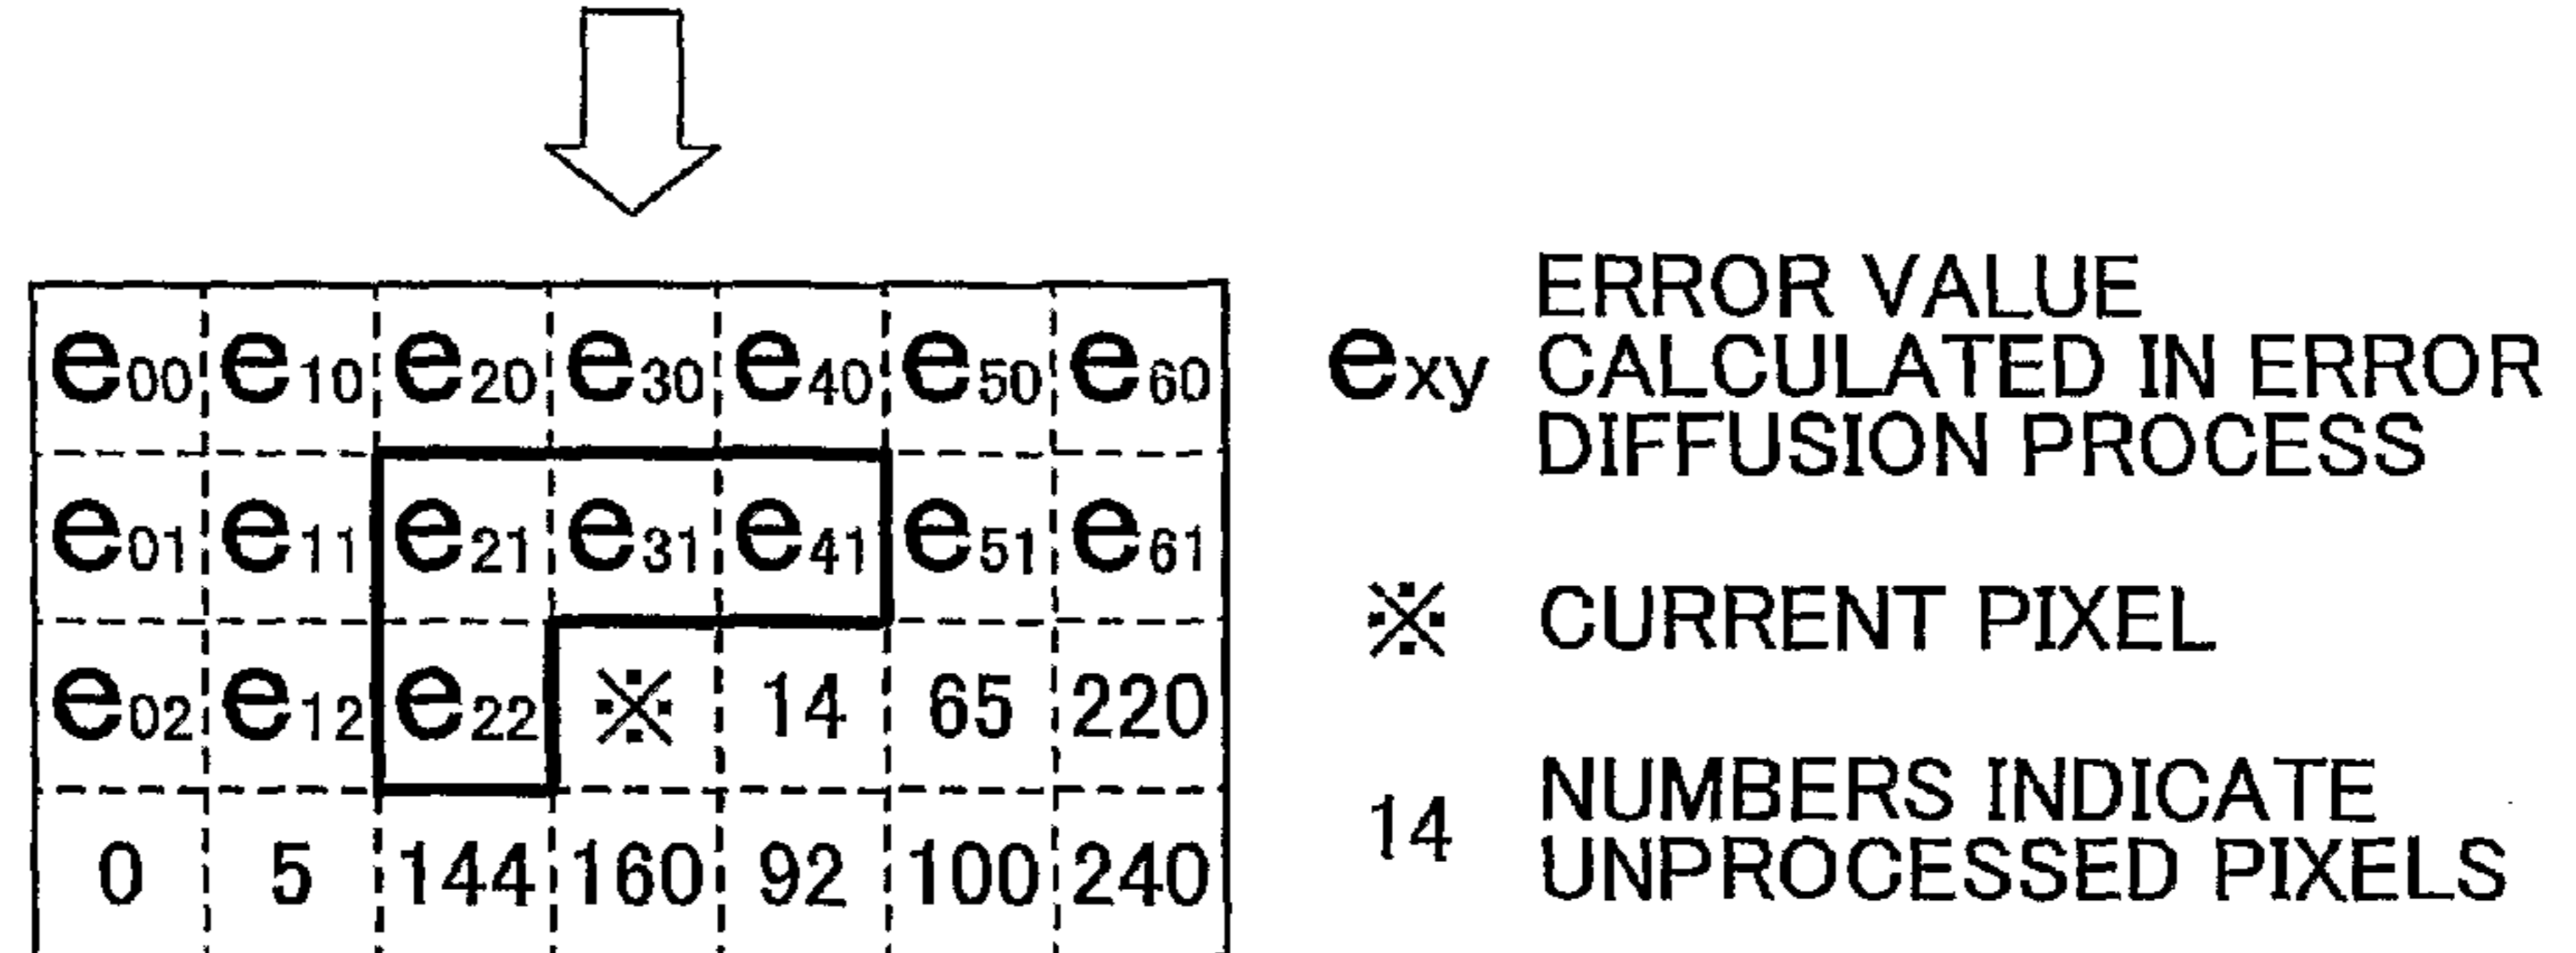 e00 e10 e20 e30 e40 e50 e60
e01 e11 e21 e31 e41 e51 e61
e02 e12 e22 ※ 14 65 220
0 5 144 160 92 100 240
exy ERROR VALUE
CALCULATED IN ERROR
DIFFUSION PROCESS
※ CURRENT PIXEL
14 NUMBERS INDICATE
UNPROCESSED PIXELS